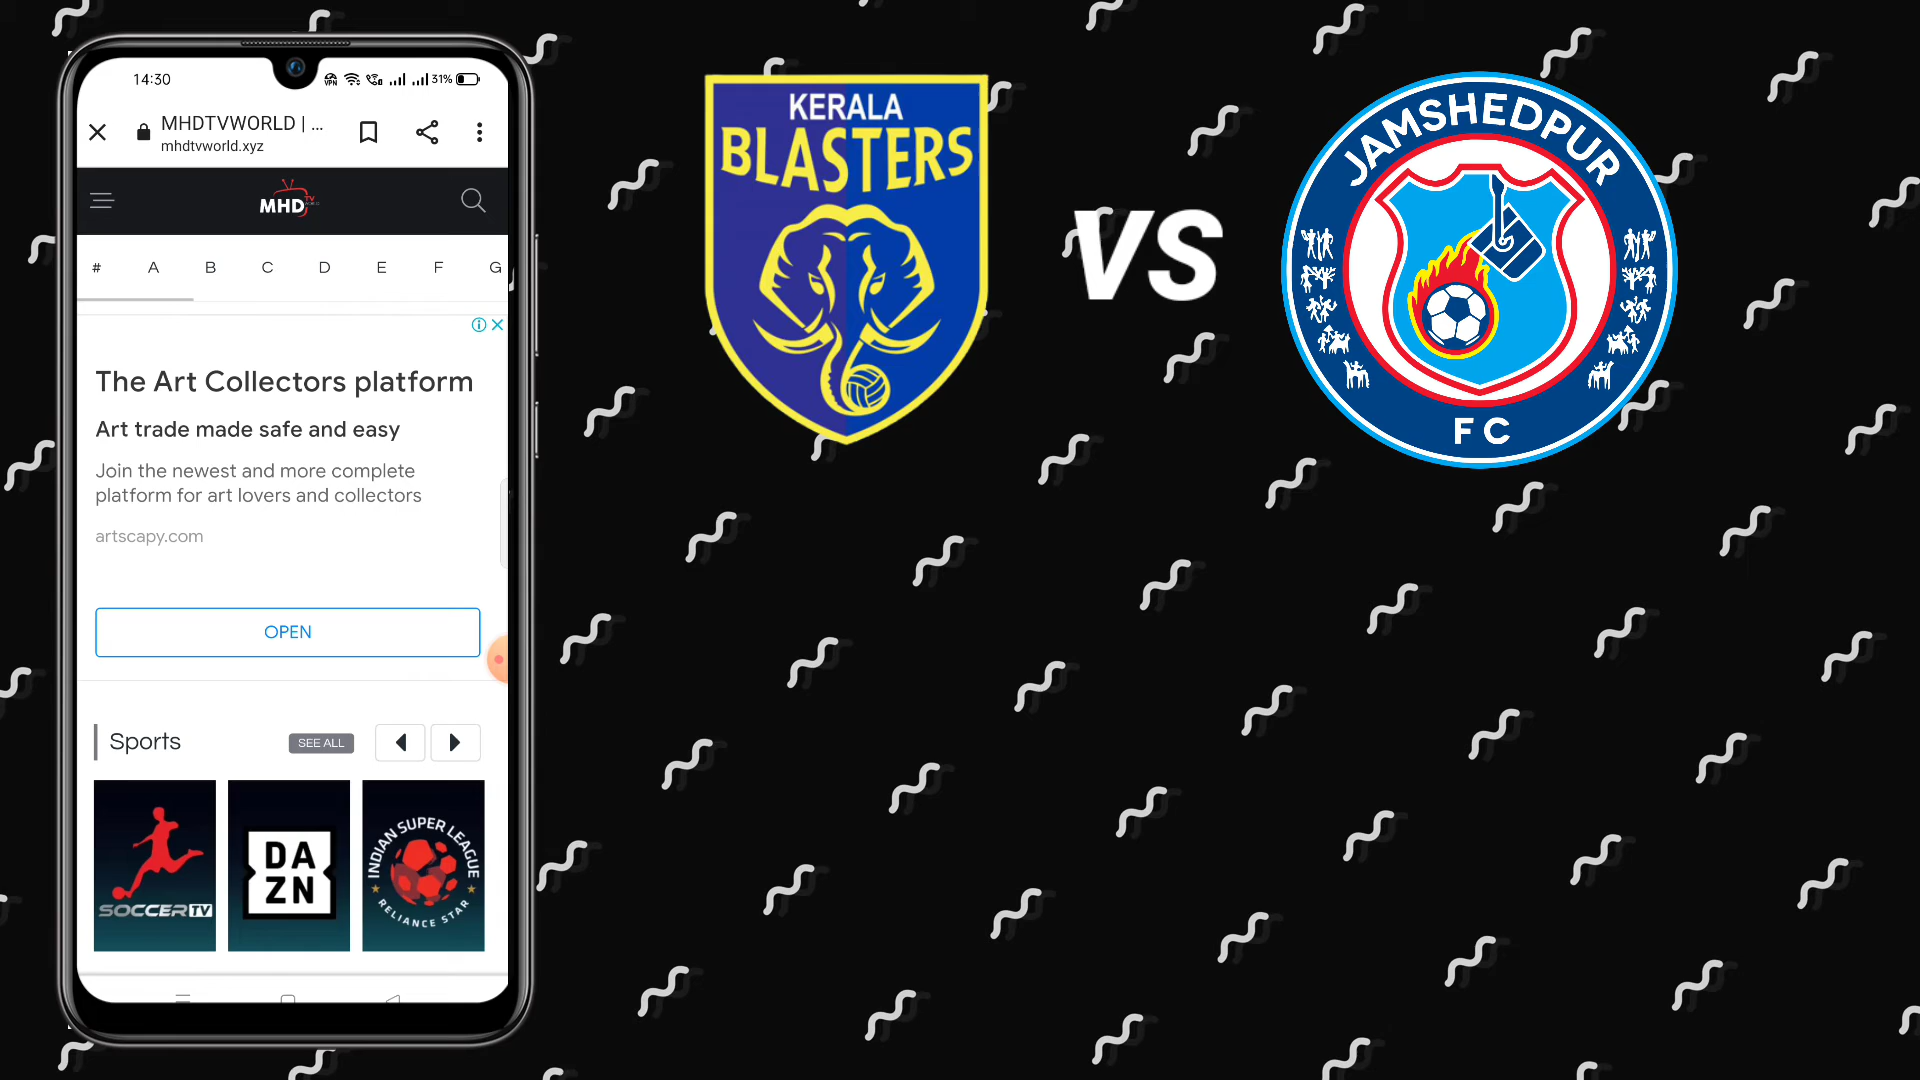 14:30
VPN
31%
MHDTVWORLD | ...
mhdtvworld.xyz
MHD
TV
# A B C D E F G
The Art Collectors platform
Art trade made safe and easy
Join the newest and more complete
platform for art lovers and collectors
artscapy.com
OPEN
Sports
SEE ALL
SOCCER TV
DA
ZN
INDIAN SUPER LEAGUE
RELIANCE STAR
KERALA
BLASTERS
VS
JAMSHEDPUR
FC